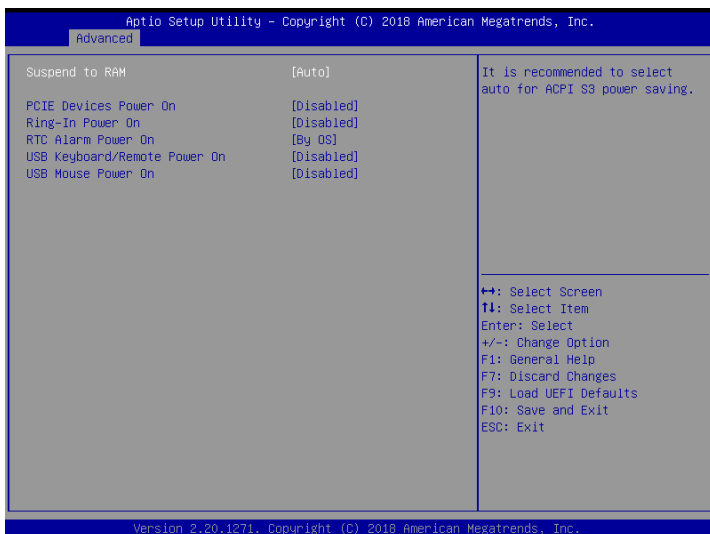 Aptio Setup Utility – Copyright (C) 2018 American Megatrends, Inc.
Advanced
Suspend to RAM [Auto]
PCIE Devices Power On [Disabled]
Ring-In Power On [Disabled]
RTC Alarm Power On [By OS]
USB Keyboard/Remote Power On [Disabled]
USB Mouse Power On [Disabled]
It is recommended to select
auto for ACPI S3 power saving.
↔: Select Screen
↑↓: Select Item
Enter: Select
+/-: Change Option
F1: General Help
F7: Discard Changes
F9: Load UEFI Defaults
F10: Save and Exit
ESC: Exit
Version 2.20.1271. Copyright (C) 2018 American Megatrends, Inc.